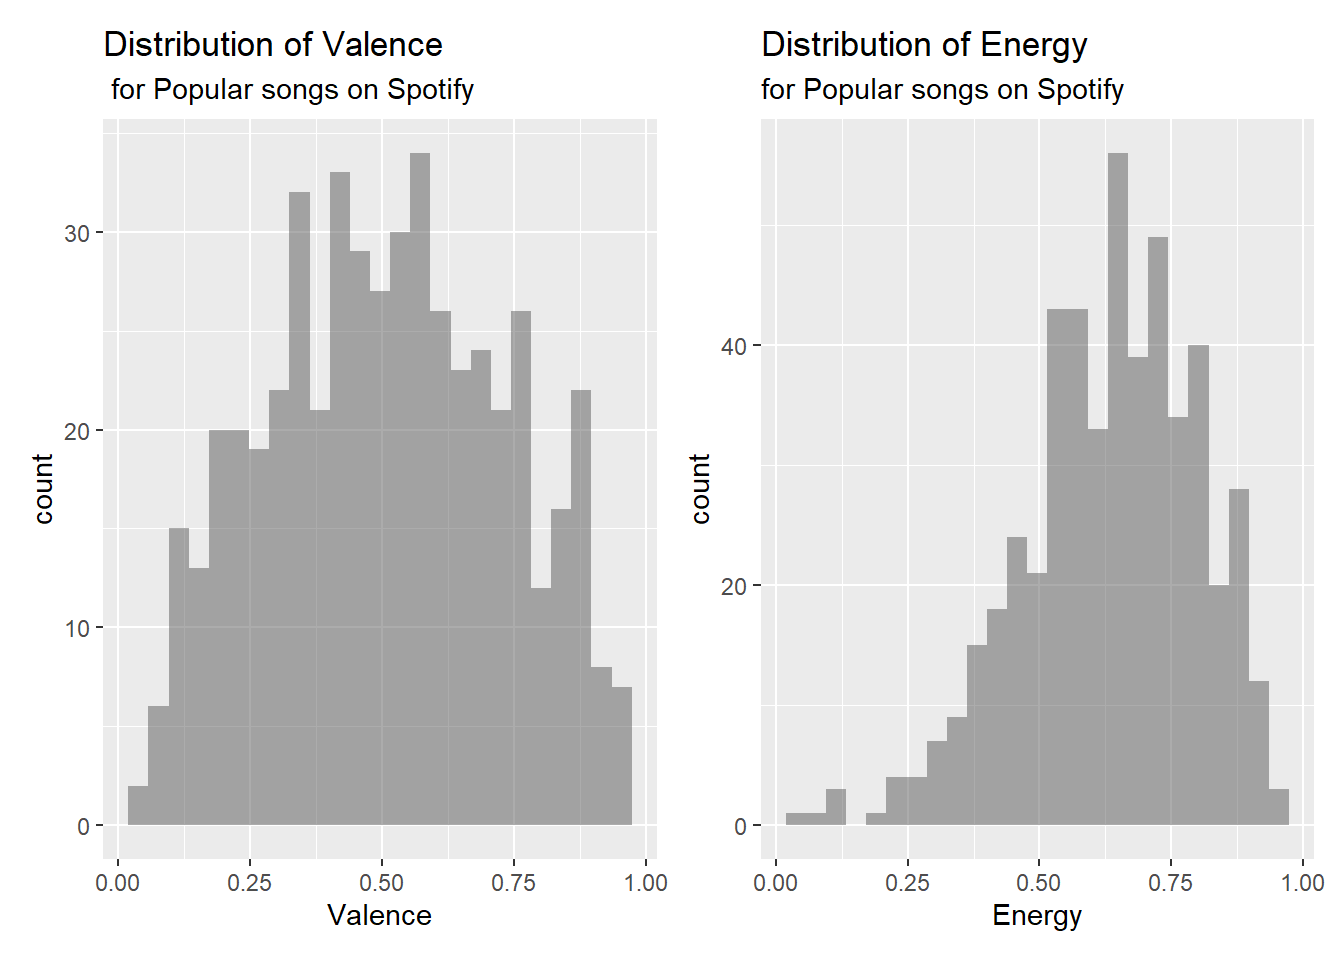 Distribution of Valence
for Popular songs on Spotify
count
30
20
10
0
0.00 0.25 0.50 0.75 1.00
Valence
Distribution of Energy
for Popular songs on Spotify
count
40
20
0
0.00 0.25 0.50 0.75 1.00
Energy